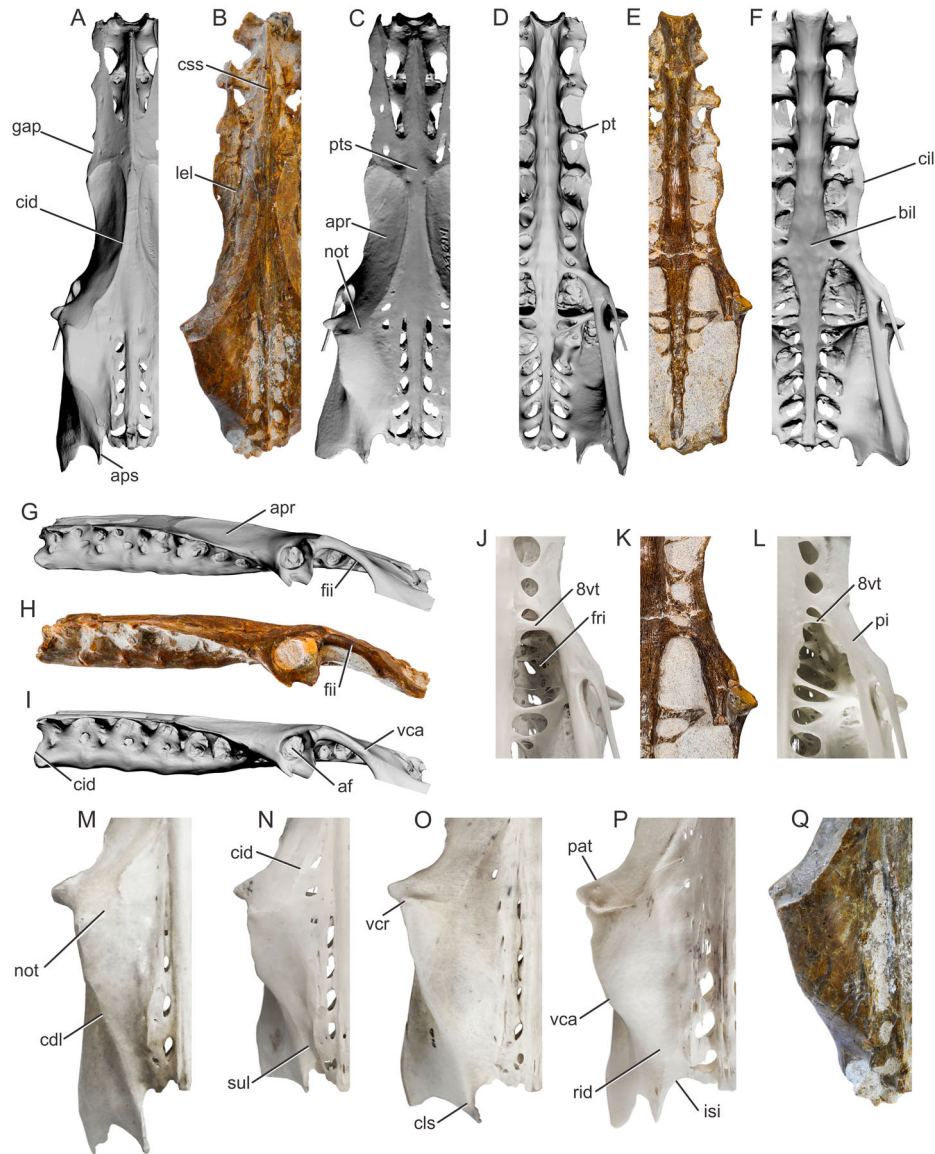 A B C D E F
css
gap
pt
pts
lel
cil
cid
apr
bil
not
aps
G
apr
J K L
fii
8vt 8vt
H
fri
pi
fii
I
vca
cid
af
M N O P Q
cid
pat
vcr
not
vca
cdl
sul
rid
cls
isi